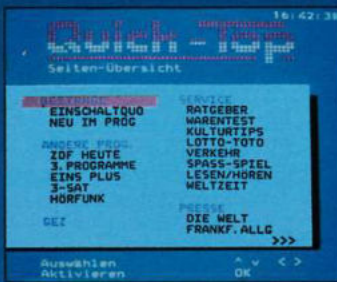 16:42:38
Quick-Top
Seiten-Übersicht
EINSCHALTQUO
NEU IM PROG
ANDERE PROG.
ZDF HEUTE
3. PROGRAMME
EINS PLUS
3-SAT
HÖRFUNK
GEZ
SERVICE
RATGEBER
WARENTEST
KULTURTIPS
LOTTO-TOTO
VERKEHR
SPASS-SPIEL
LESEN/HÖREN
WELTZEIT
PRESSE
DIE WELT
FRANKF. ALLG
>>>
Auswählen ^ v < >
Aktivieren OK